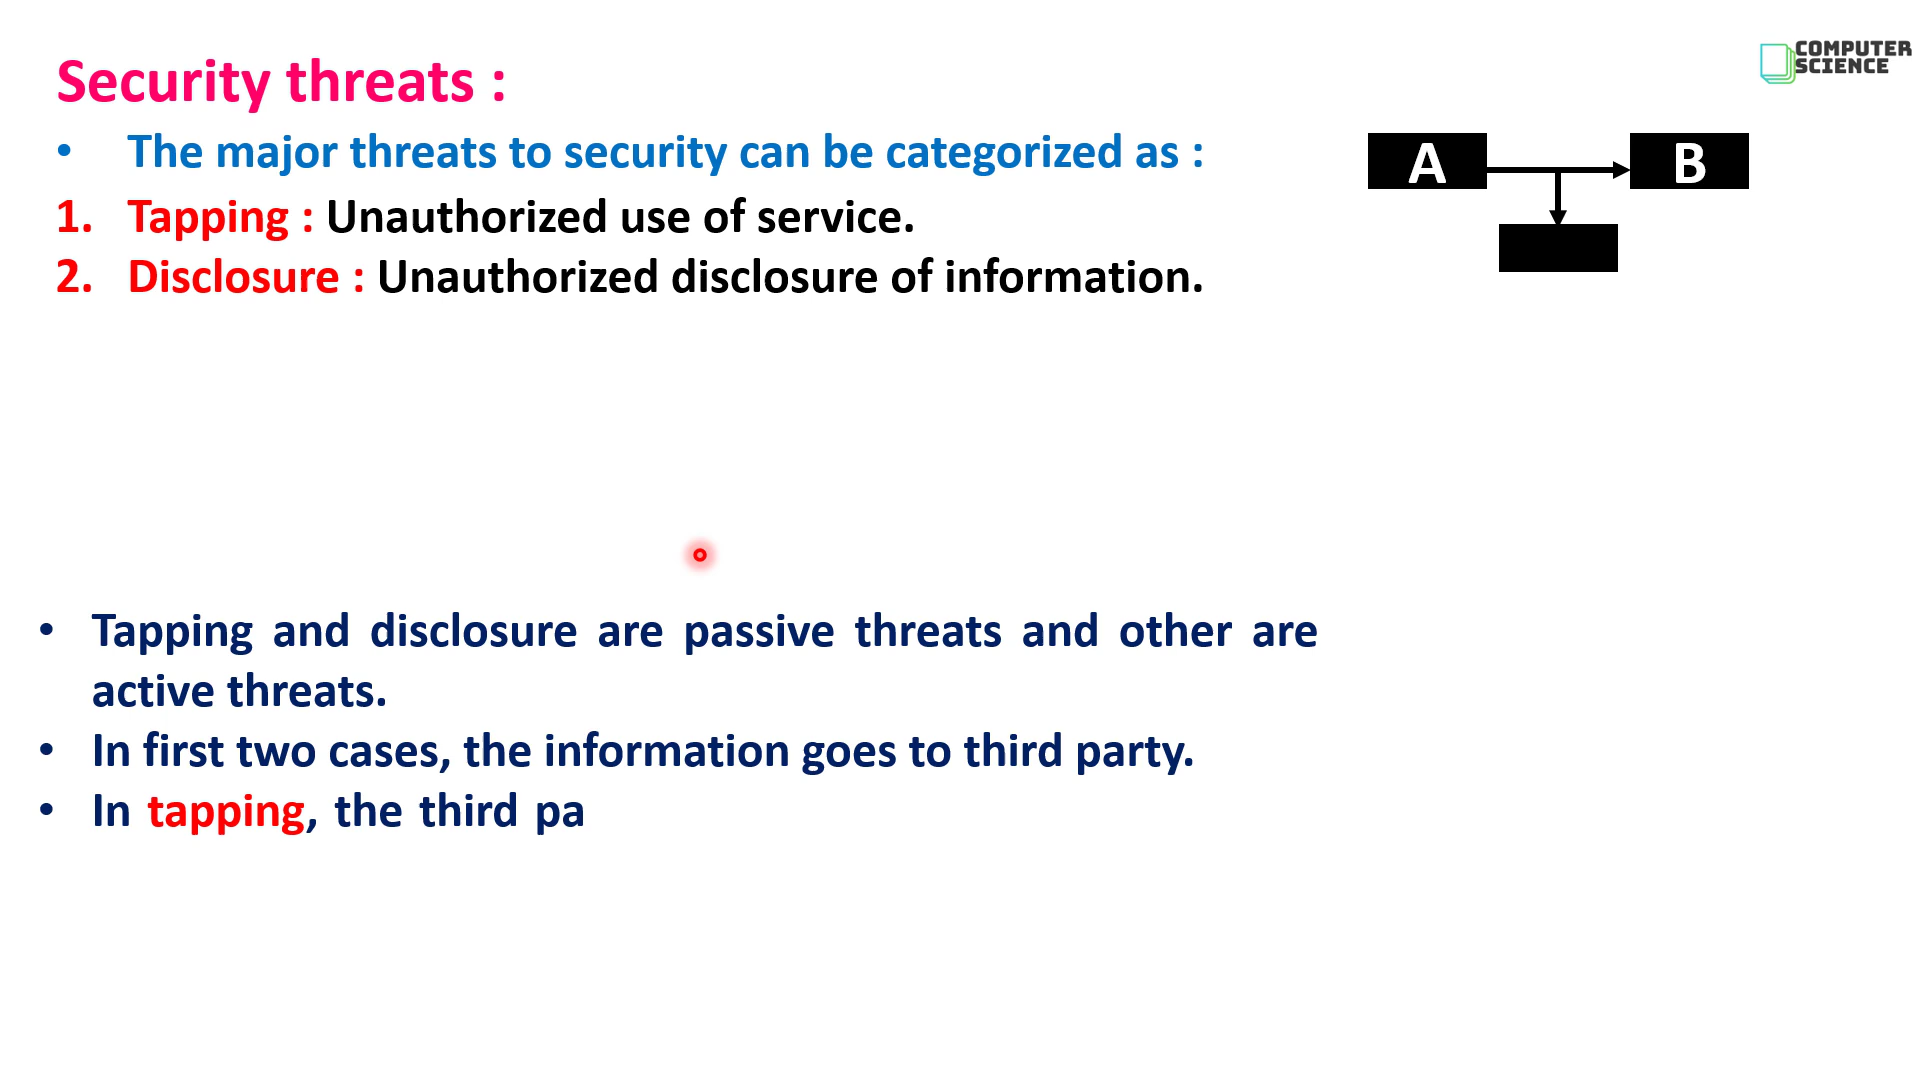 Security threats :
COMPUTER
SCIENCE
• The major threats to security can be categorized as :
A
B
1. Tapping : Unauthorized use of service.
2. Disclosure : Unauthorized disclosure of information.
• Tapping and disclosure are passive threats and other are
active threats.
• In first two cases, the information goes to third party.
• In tapping, the third pa